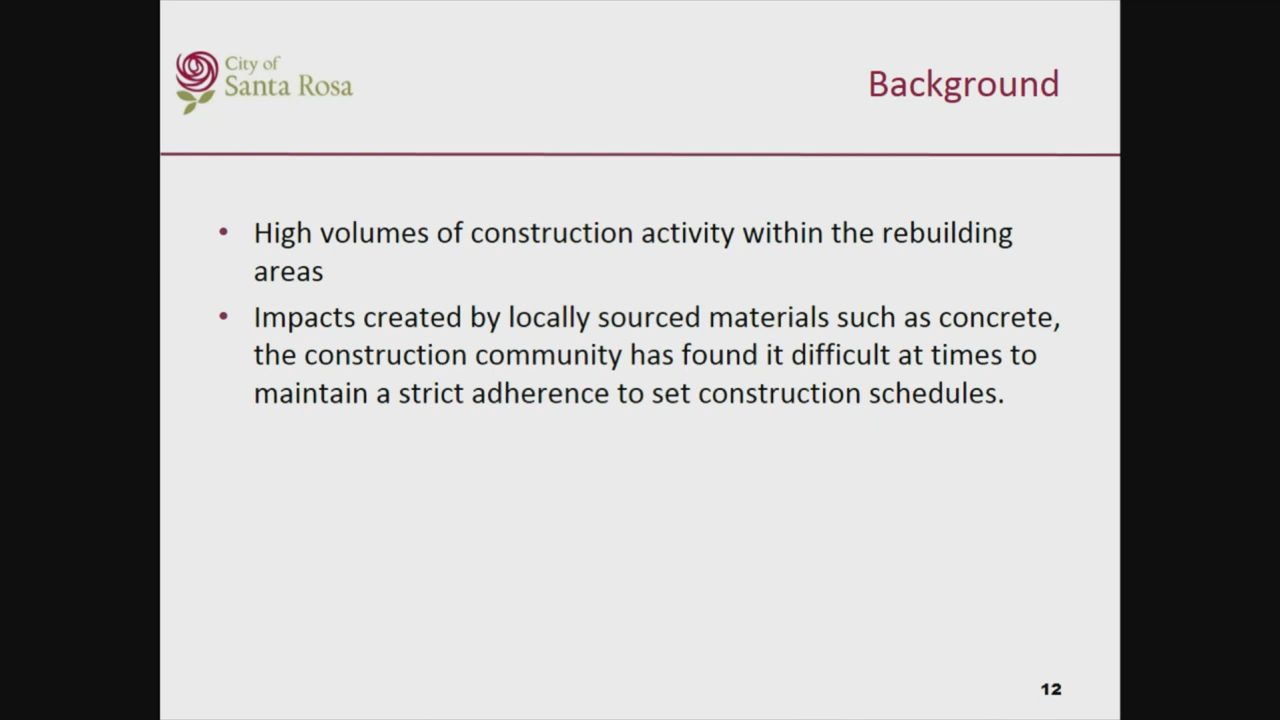 City of
Santa Rosa
Background
• High volumes of construction activity within the rebuilding
areas
• Impacts created by locally sourced materials such as concrete,
the construction community has found it difficult at times to
maintain a strict adherence to set construction schedules.
12